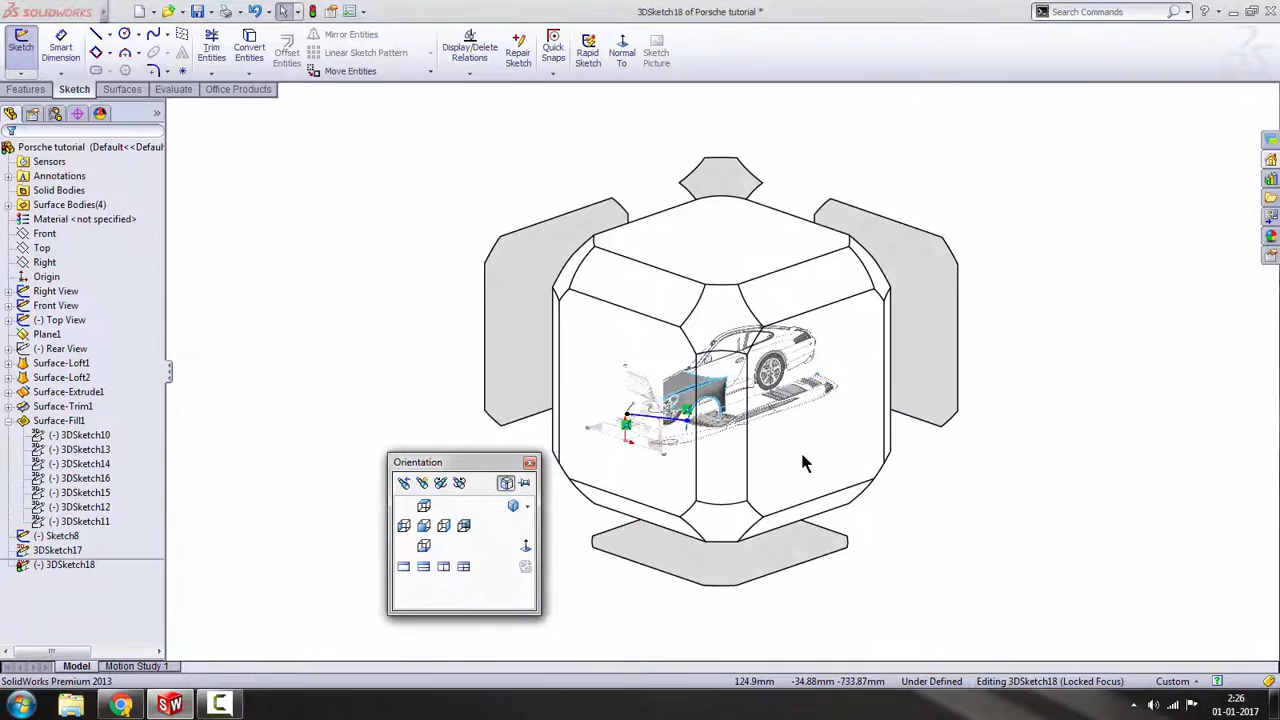 SOLIDWORKS
3DSketch18 of Porsche tutorial *
Search Commands
Sketch
Smart Dimension
Trim Entities
Convert Entities
Offset Entities
Mirror Entities
Linear Sketch Pattern
Move Entities
Display/Delete Relations
Repair Sketch
Quick Snaps
Rapid Sketch
Normal To
Sketch Picture
Features
Sketch
Surfaces
Evaluate
Office Products
Porsche tutorial (Default<<Defaul
Sensors
Annotations
Solid Bodies
Surface Bodies(4)
Material <not specified>
Front
Top
Right
Origin
Right View
Front View
(-) Top View
Plane1
(-) Rear View
Surface-Loft1
Surface-Loft2
Surface-Extrude1
Surface-Trim1
Surface-Fill1
(-) 3DSketch10
(-) 3DSketch13
(-) 3DSketch14
(-) 3DSketch16
(-) 3DSketch15
(-) 3DSketch12
(-) 3DSketch11
(-) Sketch8
3DSketch17
(-) 3DSketch18
Orientation
Model
Motion Study 1
SolidWorks Premium 2013
124.9mm
-34.88mm -733.87mm
Under Defined
Editing 3DSketch18 (Locked Focus)
Custom
2:26
01-01-2017